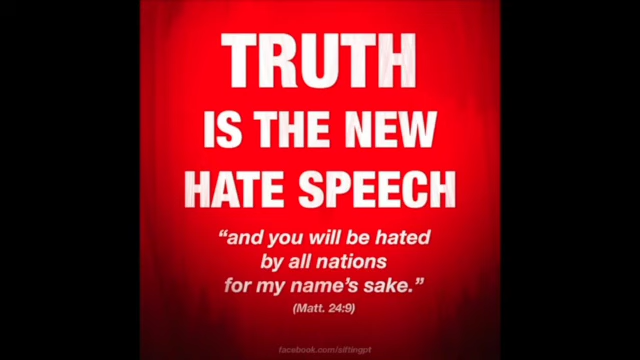 TRUTH
IS THE NEW
HATE SPEECH
“and you will be hated
by all nations
for my name’s sake.”
(Matt. 24:9)
facebook.com/siftingpt